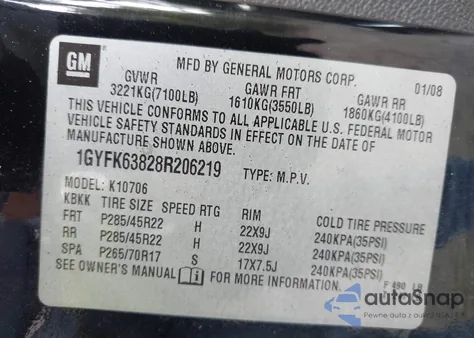 GM
MFD BY GENERAL MOTORS CORP. 01/08
GVWR GAWR FRT GAWR RR
3221KG(7100LB) 1610KG(3550LB) 1860KG(4100LB)
THIS VEHICLE CONFORMS TO ALL APPLICABLE U.S. FEDERAL MOTOR
VEHICLE SAFETY STANDARDS IN EFFECT ON THE DATE OF
MANUFACTURE SHOWN ABOVE.
1GYFK63828R206219 TYPE: M.P.V.
MODEL: K10706
KBKK TIRE SIZE SPEED RTG RIM COLD TIRE PRESSURE
FRT P285/45R22 H 22X9J 240KPA(35PSI)
RR P285/45R22 H 22X9J 240KPA(35PSI)
SPA P265/70R17 S 17X7.5J 240KPA(35PSI)
SEE OWNER'S MANUAL FOR MORE INFORMATION.
F 490 LB
autoSnap
Pewne auta z